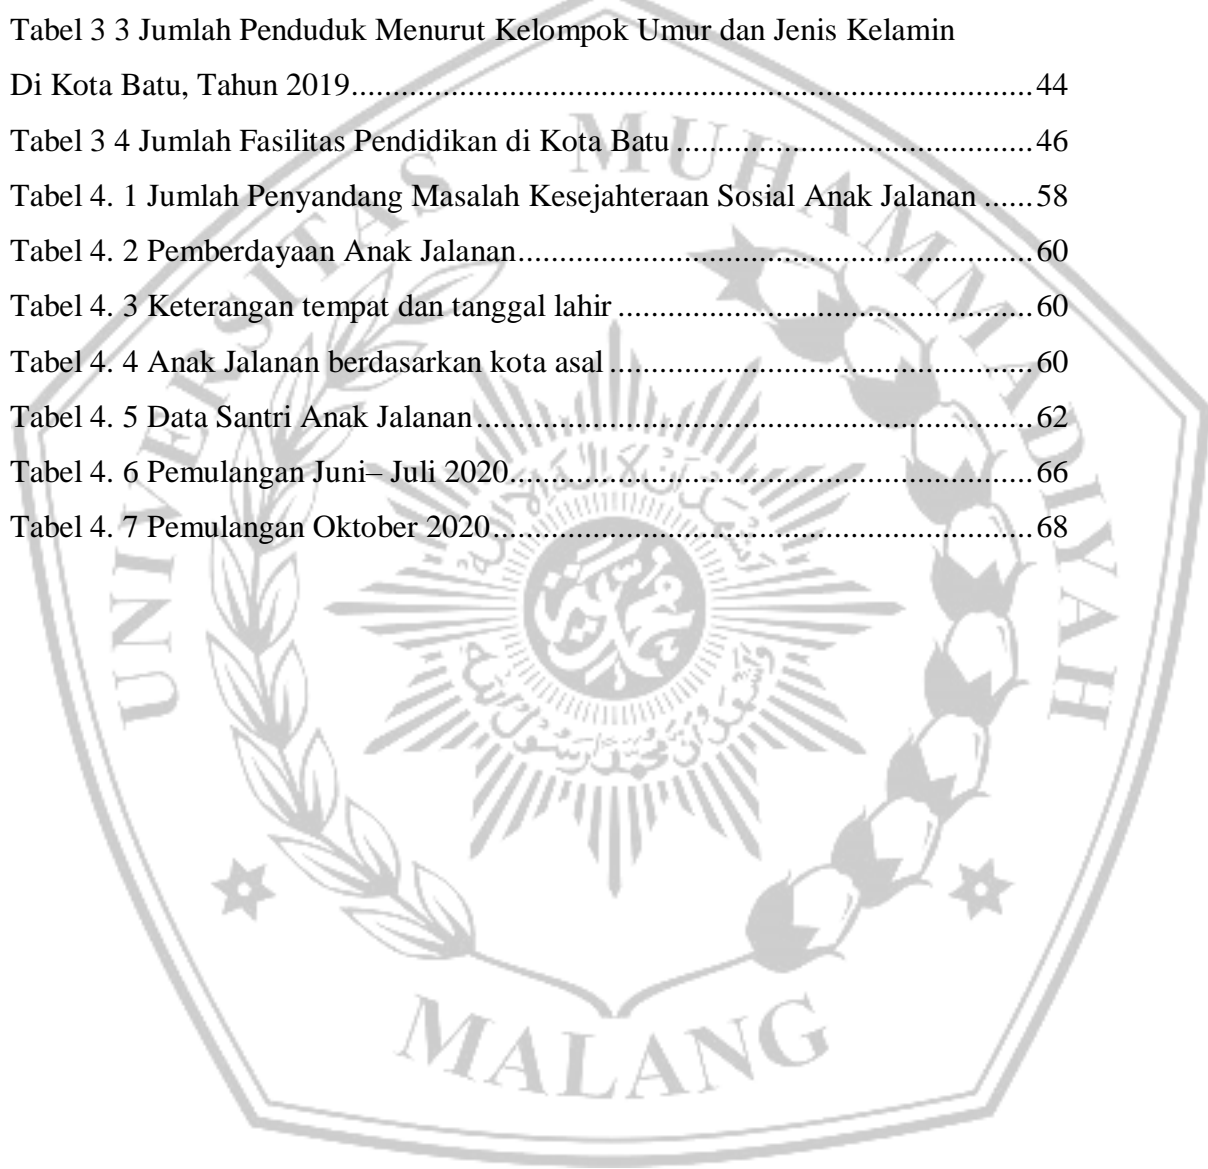 Tabel 3 3 Jumlah Penduduk Menurut Kelompok Umur dan Jenis Kelamin
Di Kota Batu, Tahun 2019.......................................................................................44
Tabel 3 4 Jumlah Fasilitas Pendidikan di Kota Batu .............................................46
Tabel 4. 1 Jumlah Penyandang Masalah Kesejahteraan Sosial Anak Jalanan ......58
Tabel 4. 2 Pemberdayaan Anak Jalanan.................................................................60
Tabel 4. 3 Keterangan tempat dan tanggal lahir ....................................................60
Tabel 4. 4 Anak Jalanan berdasarkan kota asal .....................................................60
Tabel 4. 5 Data Santri Anak Jalanan......................................................................62
Tabel 4. 6 Pemulangan Juni– Juli 2020..................................................................66
Tabel 4. 7 Pemulangan Oktober 2020....................................................................68
UNIVERSITAS MUHAMMADIYAH
MALANG